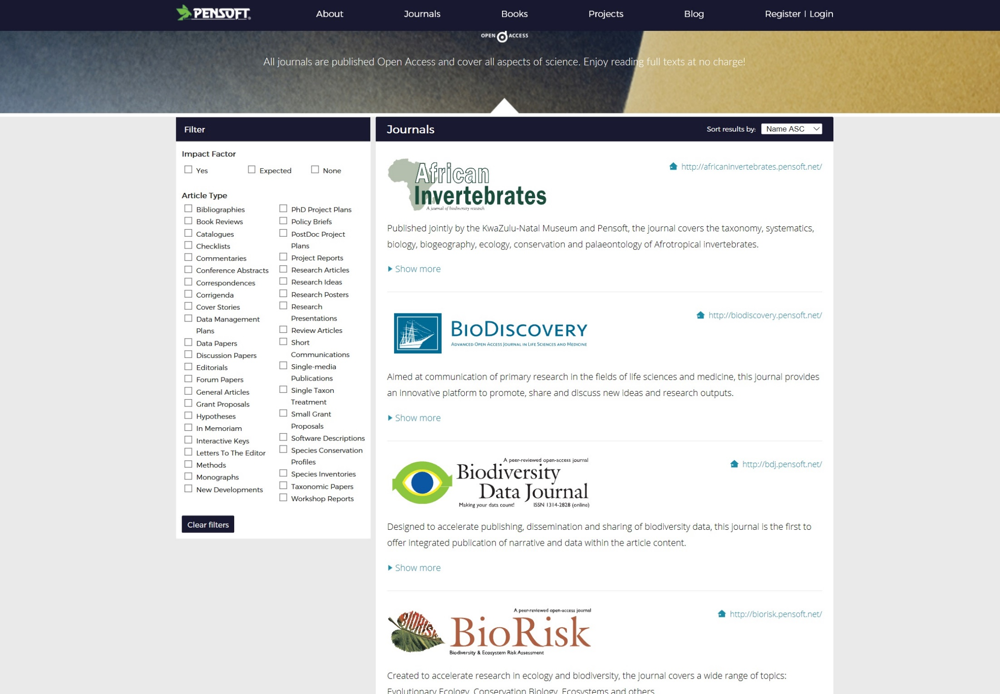 PENSOFT
About
Journals
Books
Projects
Blog
Register | Login
OPEN ACCESS
All journals are published Open Access and cover all aspects of science. Enjoy reading full texts at no charge!
Filter
Impact Factor
Yes
Expected
None
Article Type
Bibliographies
Book Reviews
Catalogues
Checklists
Commentaries
Conference Abstracts
Correspondences
Corrigenda
Cover Stories
Data Management
Plans
Data Papers
Discussion Papers
Editorials
Forum Papers
General Articles
Grant Proposals
Hypotheses
In Memoriam
Interactive Keys
Letters To The Editor
Methods
Monographs
New Developments
PhD Project Plans
Policy Briefs
PostDoc Project
Plans
Project Reports
Research Articles
Research Ideas
Research Posters
Research
Presentations
Review Articles
Short
Communications
Single-media
Publications
Single Taxon
Treatment
Small Grant
Proposals
Software Descriptions
Species Conservation
Profiles
Species Inventories
Taxonomic Papers
Workshop Reports
Clear filters
Journals
Sort results by:
Name ASC
African
Invertebrates
A journal of biodiversity research
http://africaninvertebrates.pensoft.net/
Published jointly by the KwaZulu-Natal Museum and Pensoft, the journal covers the taxonomy, systematics,
biology, biogeography, ecology, conservation and palaeontology of Afrotropical invertebrates.
Show more
BIODISCOVERY
ADVANCED OPEN ACCESS JOURNAL IN LIFE SCIENCES AND MEDICINE
http://biodiscovery.pensoft.net/
Aimed at communication of primary research in the fields of life sciences and medicine, this journal provides
an innovative platform to promote, share and discuss new ideas and research outputs.
Show more
A peer-reviewed open-access journal
Biodiversity
Data Journal
Making your data count!
ISSN 1314-2828 (online)
http://bdj.pensoft.net/
Designed to accelerate publishing, dissemination and sharing of biodiversity data, this journal is the first to
offer integrated publication of narrative and data within the article content.
Show more
A peer-reviewed open-access journal
BioRisk
Biodiversity & Ecosystem Risk Assessment
http://biorisk.pensoft.net/
Created to accelerate research in ecology and biodiversity, the journal covers a wide range of topics:
Evolutionary Ecology, Conservation Biology, Ecosystems and others